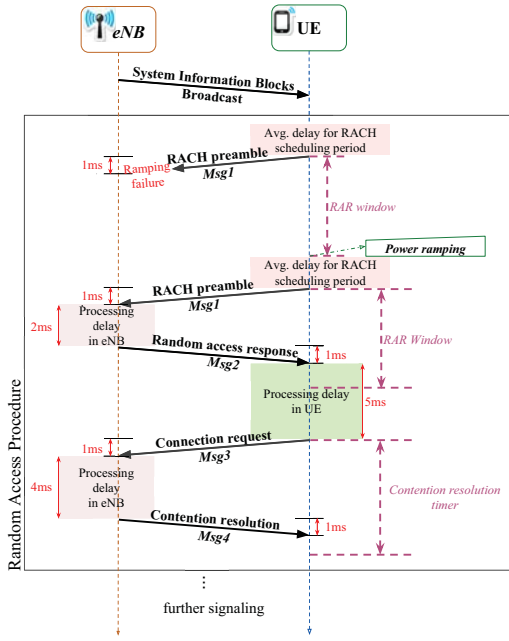 eNB
UE
System Information Blocks
Broadcast
Avg. delay for RACH
scheduling period
RACH preamble
Msg1
1ms
Ramping
failure
RAR window
Power ramping
Avg. delay for RACH
scheduling period
RACH preamble
Msg1
1ms
Processing
delay
in eNB
2ms
Random access response
Msg2
1ms
RAR Window
Processing delay
in UE
5ms
Connection request
Msg3
1ms
Processing
delay
in eNB
4ms
Contention resolution
timer
Contention resolution
Msg4
1ms
Random Access Procedure
...
further signaling